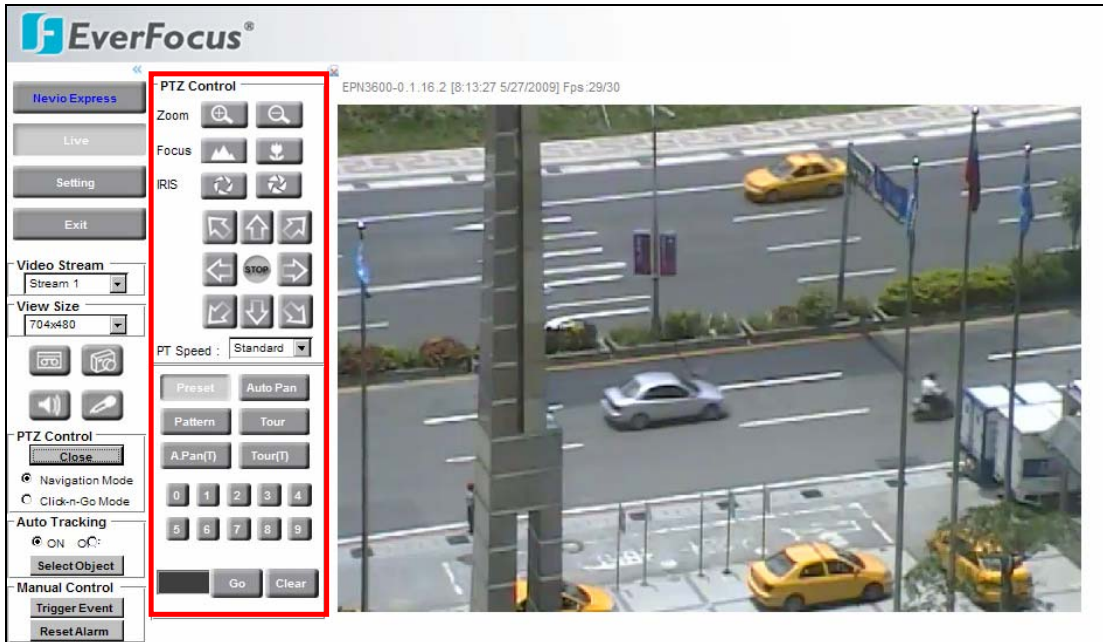 EverFocus®
«
Nevio Express
Live
Setting
Exit
Video Stream
Stream 1
View Size
704x480
PTZ Control
Close
Navigation Mode
Click-n-Go Mode
Auto Tracking
ON
Select Object
Manual Control
Trigger Event
Reset Alarm
PTZ Control
Zoom
Focus
IRIS
STOP
PT Speed : Standard
Preset Auto Pan
Pattern Tour
A.Pan(T) Tour(T)
0 1 2 3 4
5 6 7 8 9
Go Clear
EPN3600-0.1.16.2 [8:13:27 5/27/2009] Fps:29/30